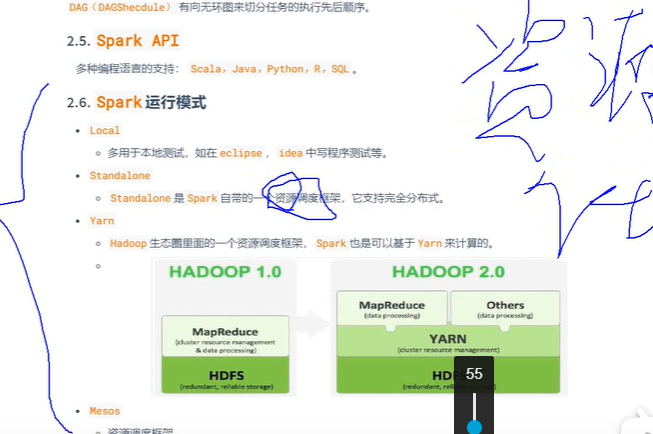 DAG（DAGShecdule） 有向无环图来切分任务的执行先后顺序。
2.5. Spark API
多种编程语言的支持： Scala，Java，Python，R，SQL。
2.6. Spark运行模式
• Local
◦ 多用于本地测试，如在 eclipse ， idea 中写程序测试等。
• Standalone
◦ Standalone 是 Spark 自带的一个资源调度框架，它支持完全分布式。
• Yarn
◦ Hadoop 生态圈里面的一个资源调度框架， Spark 也是可以基于 Yarn 来计算的。
HADOOP 1.0
MapReduce
(cluster resource management
& data processing)
HDFS
(redundant, reliable storage)
HADOOP 2.0
MapReduce
(data processing)
Others
(data processing)
YARN
(cluster resource management)
HDFS
(redundant, reliable storage)
55
• Mesos
◦ 资源调度框架
资源